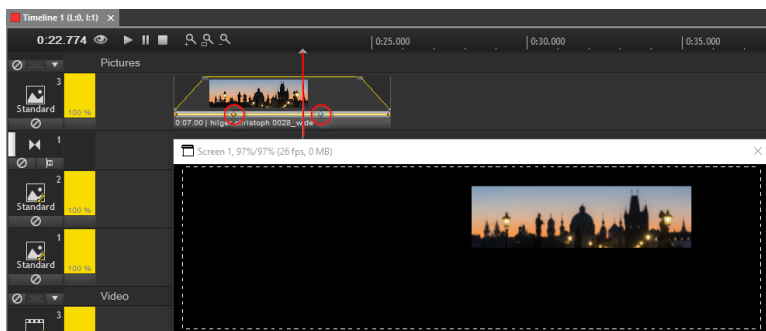 Timeline 1 (L:0, I:1) ×
0:22.774
0:25.000
0:30.000
0:35.000
Pictures
3
Standard
100 %
0:07.00 | hilger christoph 0028_wide
1
Screen 1, 97%/97% (26 fps, 0 MB)
2
Standard
100 %
1
Standard
100 %
Video
3